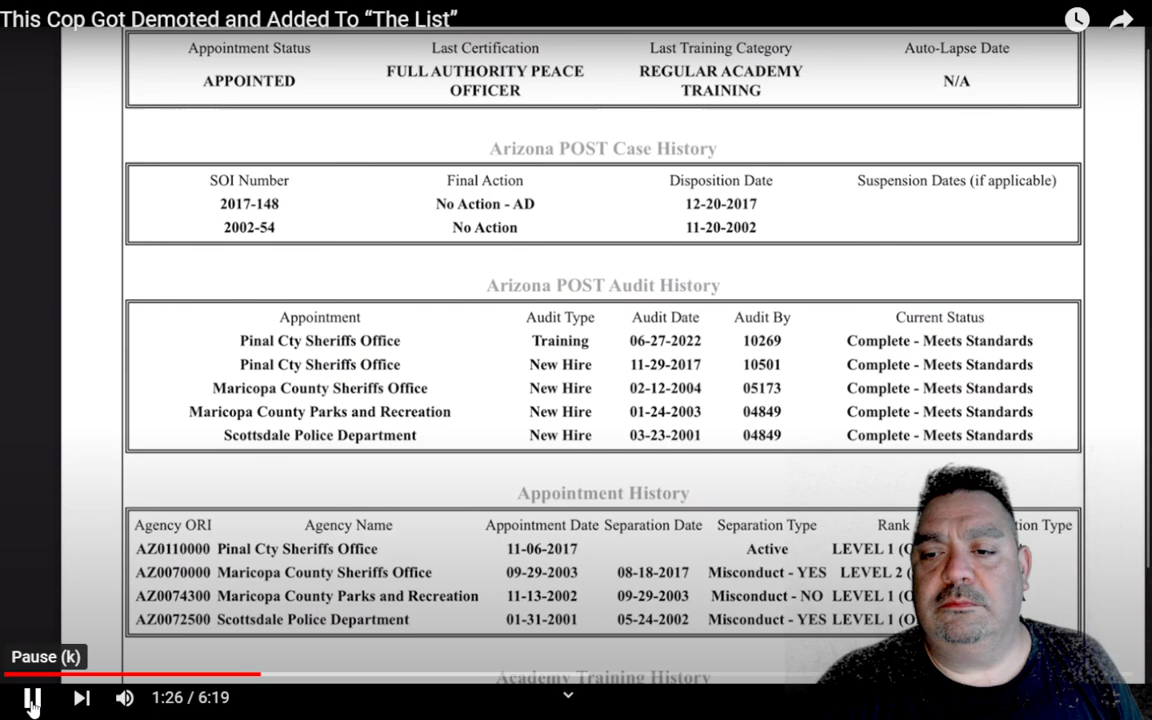 This Cop Got Demoted and Added To “The List”
Appointment Status Last Certification Last Training Category Auto-Lapse Date
APPOINTED FULL AUTHORITY PEACE OFFICER REGULAR ACADEMY TRAINING N/A
Arizona POST Case History
SOI Number Final Action Disposition Date Suspension Dates (if applicable)
2017-148 No Action - AD 12-20-2017
2002-54 No Action 11-20-2002
Arizona POST Audit History
Appointment Audit Type Audit Date Audit By Current Status
Pinal Cty Sheriffs Office Training 06-27-2022 10269 Complete - Meets Standards
Pinal Cty Sheriffs Office New Hire 11-29-2017 10501 Complete - Meets Standards
Maricopa County Sheriffs Office New Hire 02-12-2004 05173 Complete - Meets Standards
Maricopa County Parks and Recreation New Hire 01-24-2003 04849 Complete - Meets Standards
Scottsdale Police Department New Hire 03-23-2001 04849 Complete - Meets Standards
Appointment History
Agency ORI Agency Name Appointment Date Separation Date Separation Type Rank Type
AZ0110000 Pinal Cty Sheriffs Office 11-06-2017 Active LEVEL 1
AZ0070000 Maricopa County Sheriffs Office 09-29-2003 08-18-2017 Misconduct - YES LEVEL 2
AZ0074300 Maricopa County Parks and Recreation 11-13-2002 09-29-2003 Misconduct - NO LEVEL 1
AZ0072500 Scottsdale Police Department 01-31-2001 05-24-2002 Misconduct - YES LEVEL 1
Pause (k)
Academy Training History
1:26 / 6:19